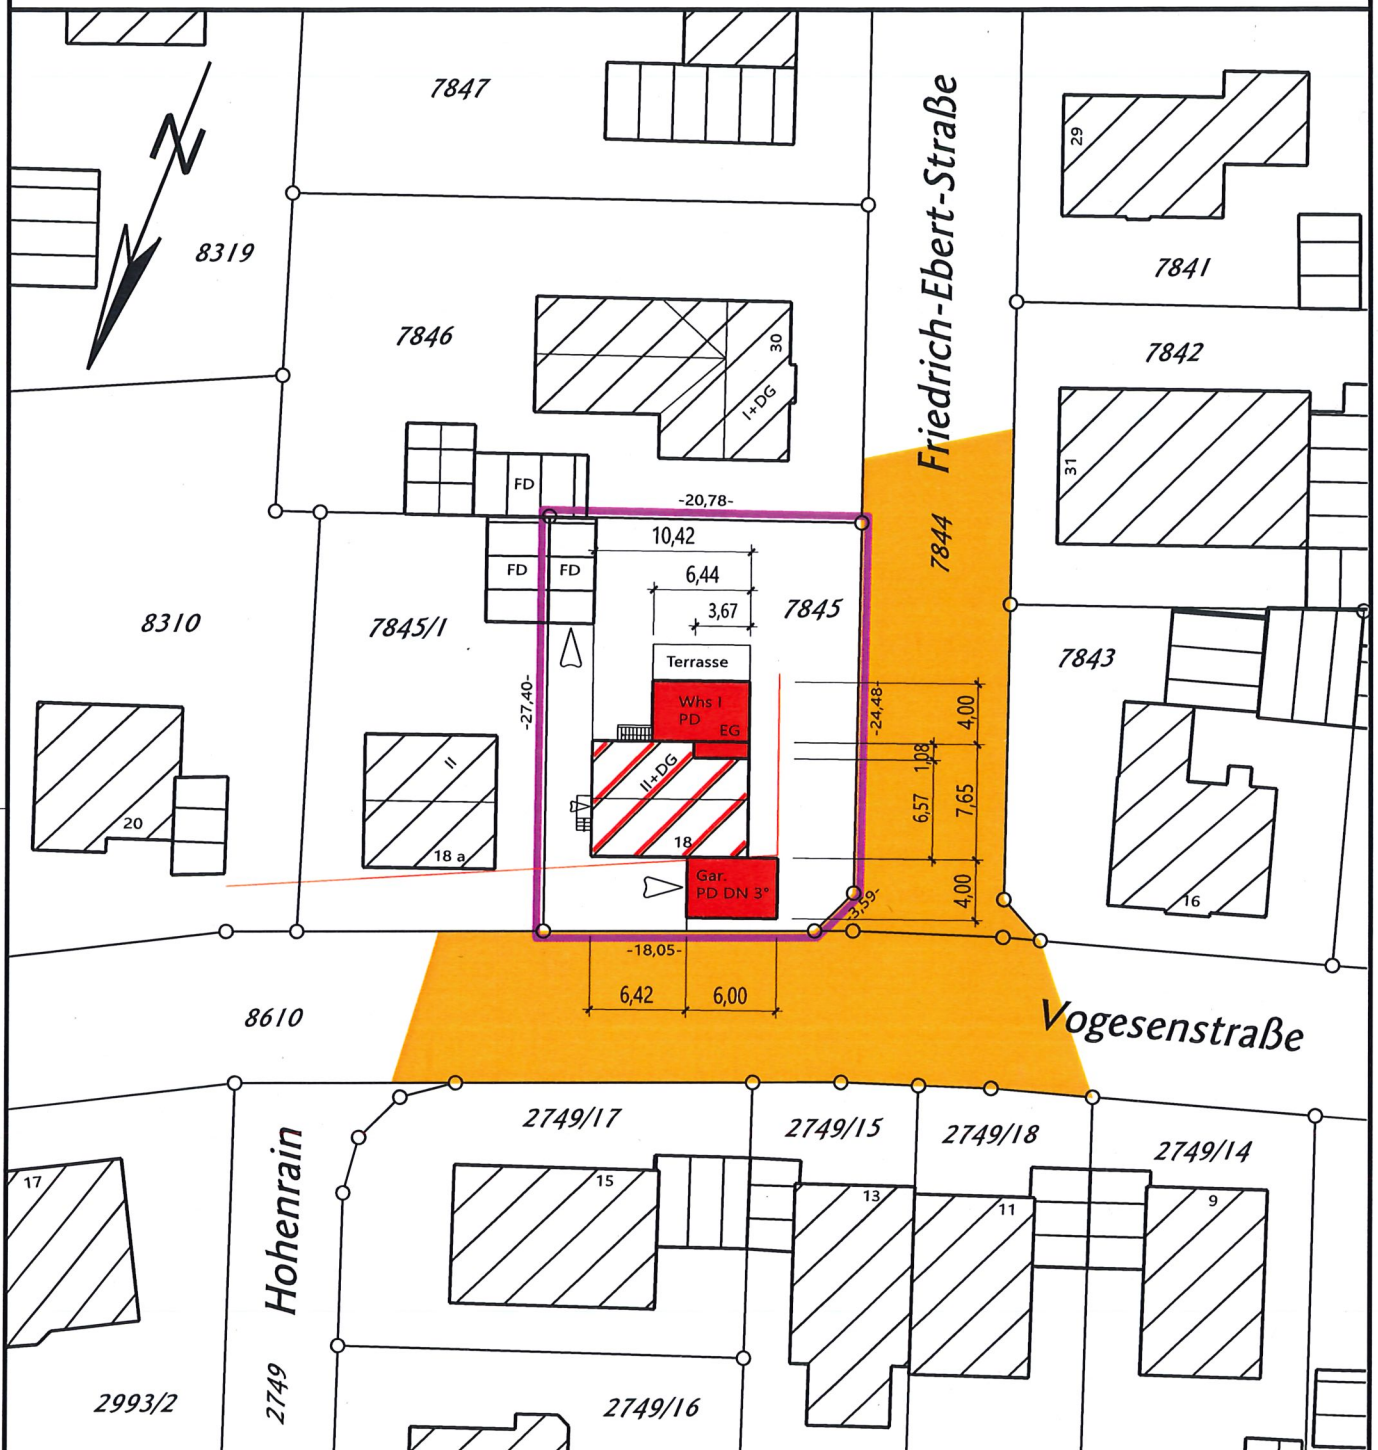 7847
Friedrich-Ebert-Straße
29
N
8319
7841
7846
30
I+DG
7842
31
FD
-20,78-
10,42
7844
FD
FD
6,44
3,67
7845
8310
7845/1
7843
Terrasse
-27,40-
Whs I
PD
EG
-24,48-
4,00
1,08
II
II+DG
6,57
7,65
20
18 a
18
Gar.
PD DN 3°
4,00
-3,59-
16
-18,05-
6,42
6,00
8610
Vogesenstraße
2749/17
2749/15
2749/18
2749/14
Hohenrain
17
15
13
11
9
2993/2
2749
2749/16